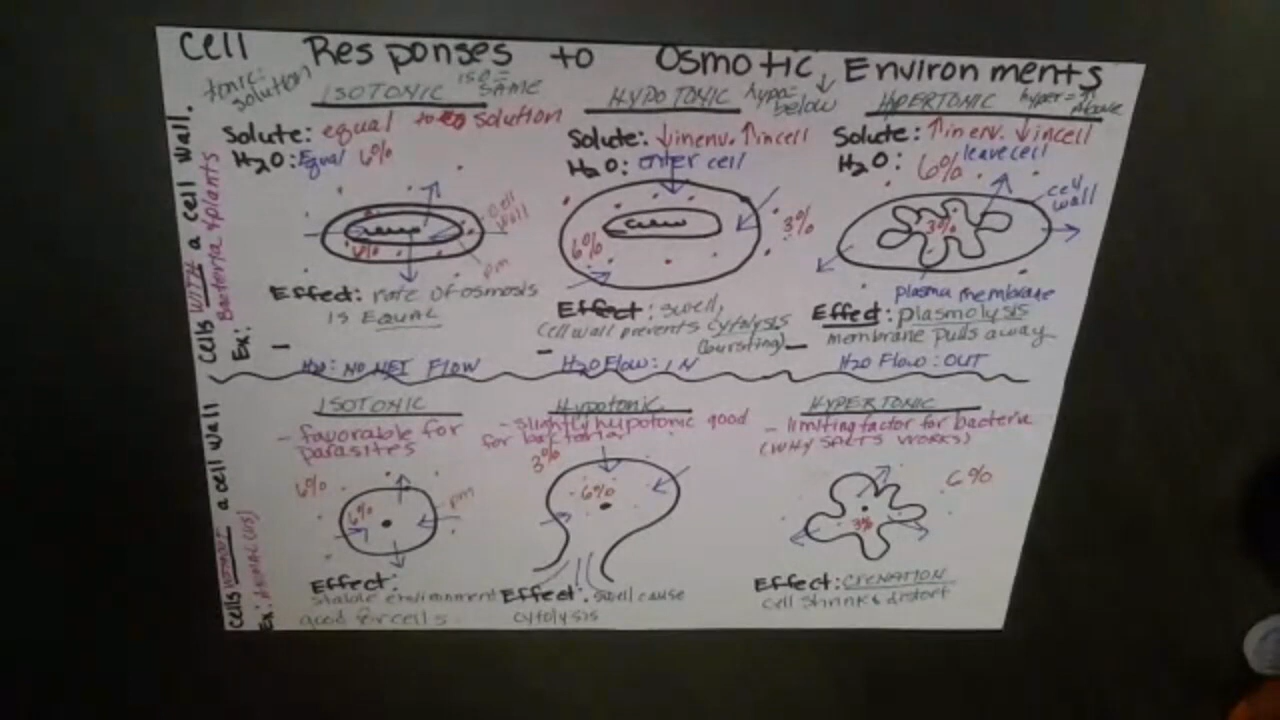 Cell Responses to Osmotic Environments
tonic: solution
ISOTONIC iso = SAME
Solute: equal to solution
H2O: Equal 6%
cell wall
6%
pm
Effect: rate of osmosis
is EQUAL
H2O: NO NET FLOW
HYPOTONIC hypo = below ↓
Solute: ↓in env. ↑in cell
H2O: enter cell
6%
3%
Effect: swell,
Cell wall prevents cytolysis
(bursting)
H2O Flow: IN
HYPERTONIC hyper = ↑ Above
Solute: ↑in env. ↓in cell
H2O: 6% leave cell
cell wall
3%
plasma membrane
Effect: plasmolysis
membrane pulls away
H2O Flow: OUT
Cells WITH a cell wall.
Ex: Bacteria & plants
Cells WITHOUT a cell wall
Ex: ANIMAL CELLS
ISOTONIC
- favorable for
parasites
6%
6%
pm
Effect:
Stable environment
good for cells
Hypotonic
- slightly hypotonic good
for bacteria
3%
6%
Effect: swell cause
cytolysis
HYPERTONIC
- limiting factor for bacteria
(WHY SALTS WORKS)
6%
3%
Effect: CRENATION
cell shrink & distort